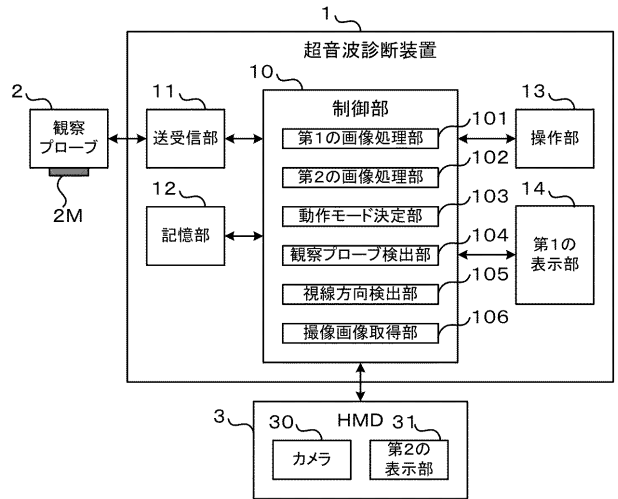 1
超音波診断装置
2
観察
プローブ
2M
11
送受信部
12
記憶部
10
制御部
第1の画像処理部
101
第2の画像処理部
102
動作モード決定部
103
観察プローブ検出部
104
視線方向検出部
105
撮像画像取得部
106
13
操作部
14
第1の
表示部
3
HMD
30
カメラ
31
第2の
表示部